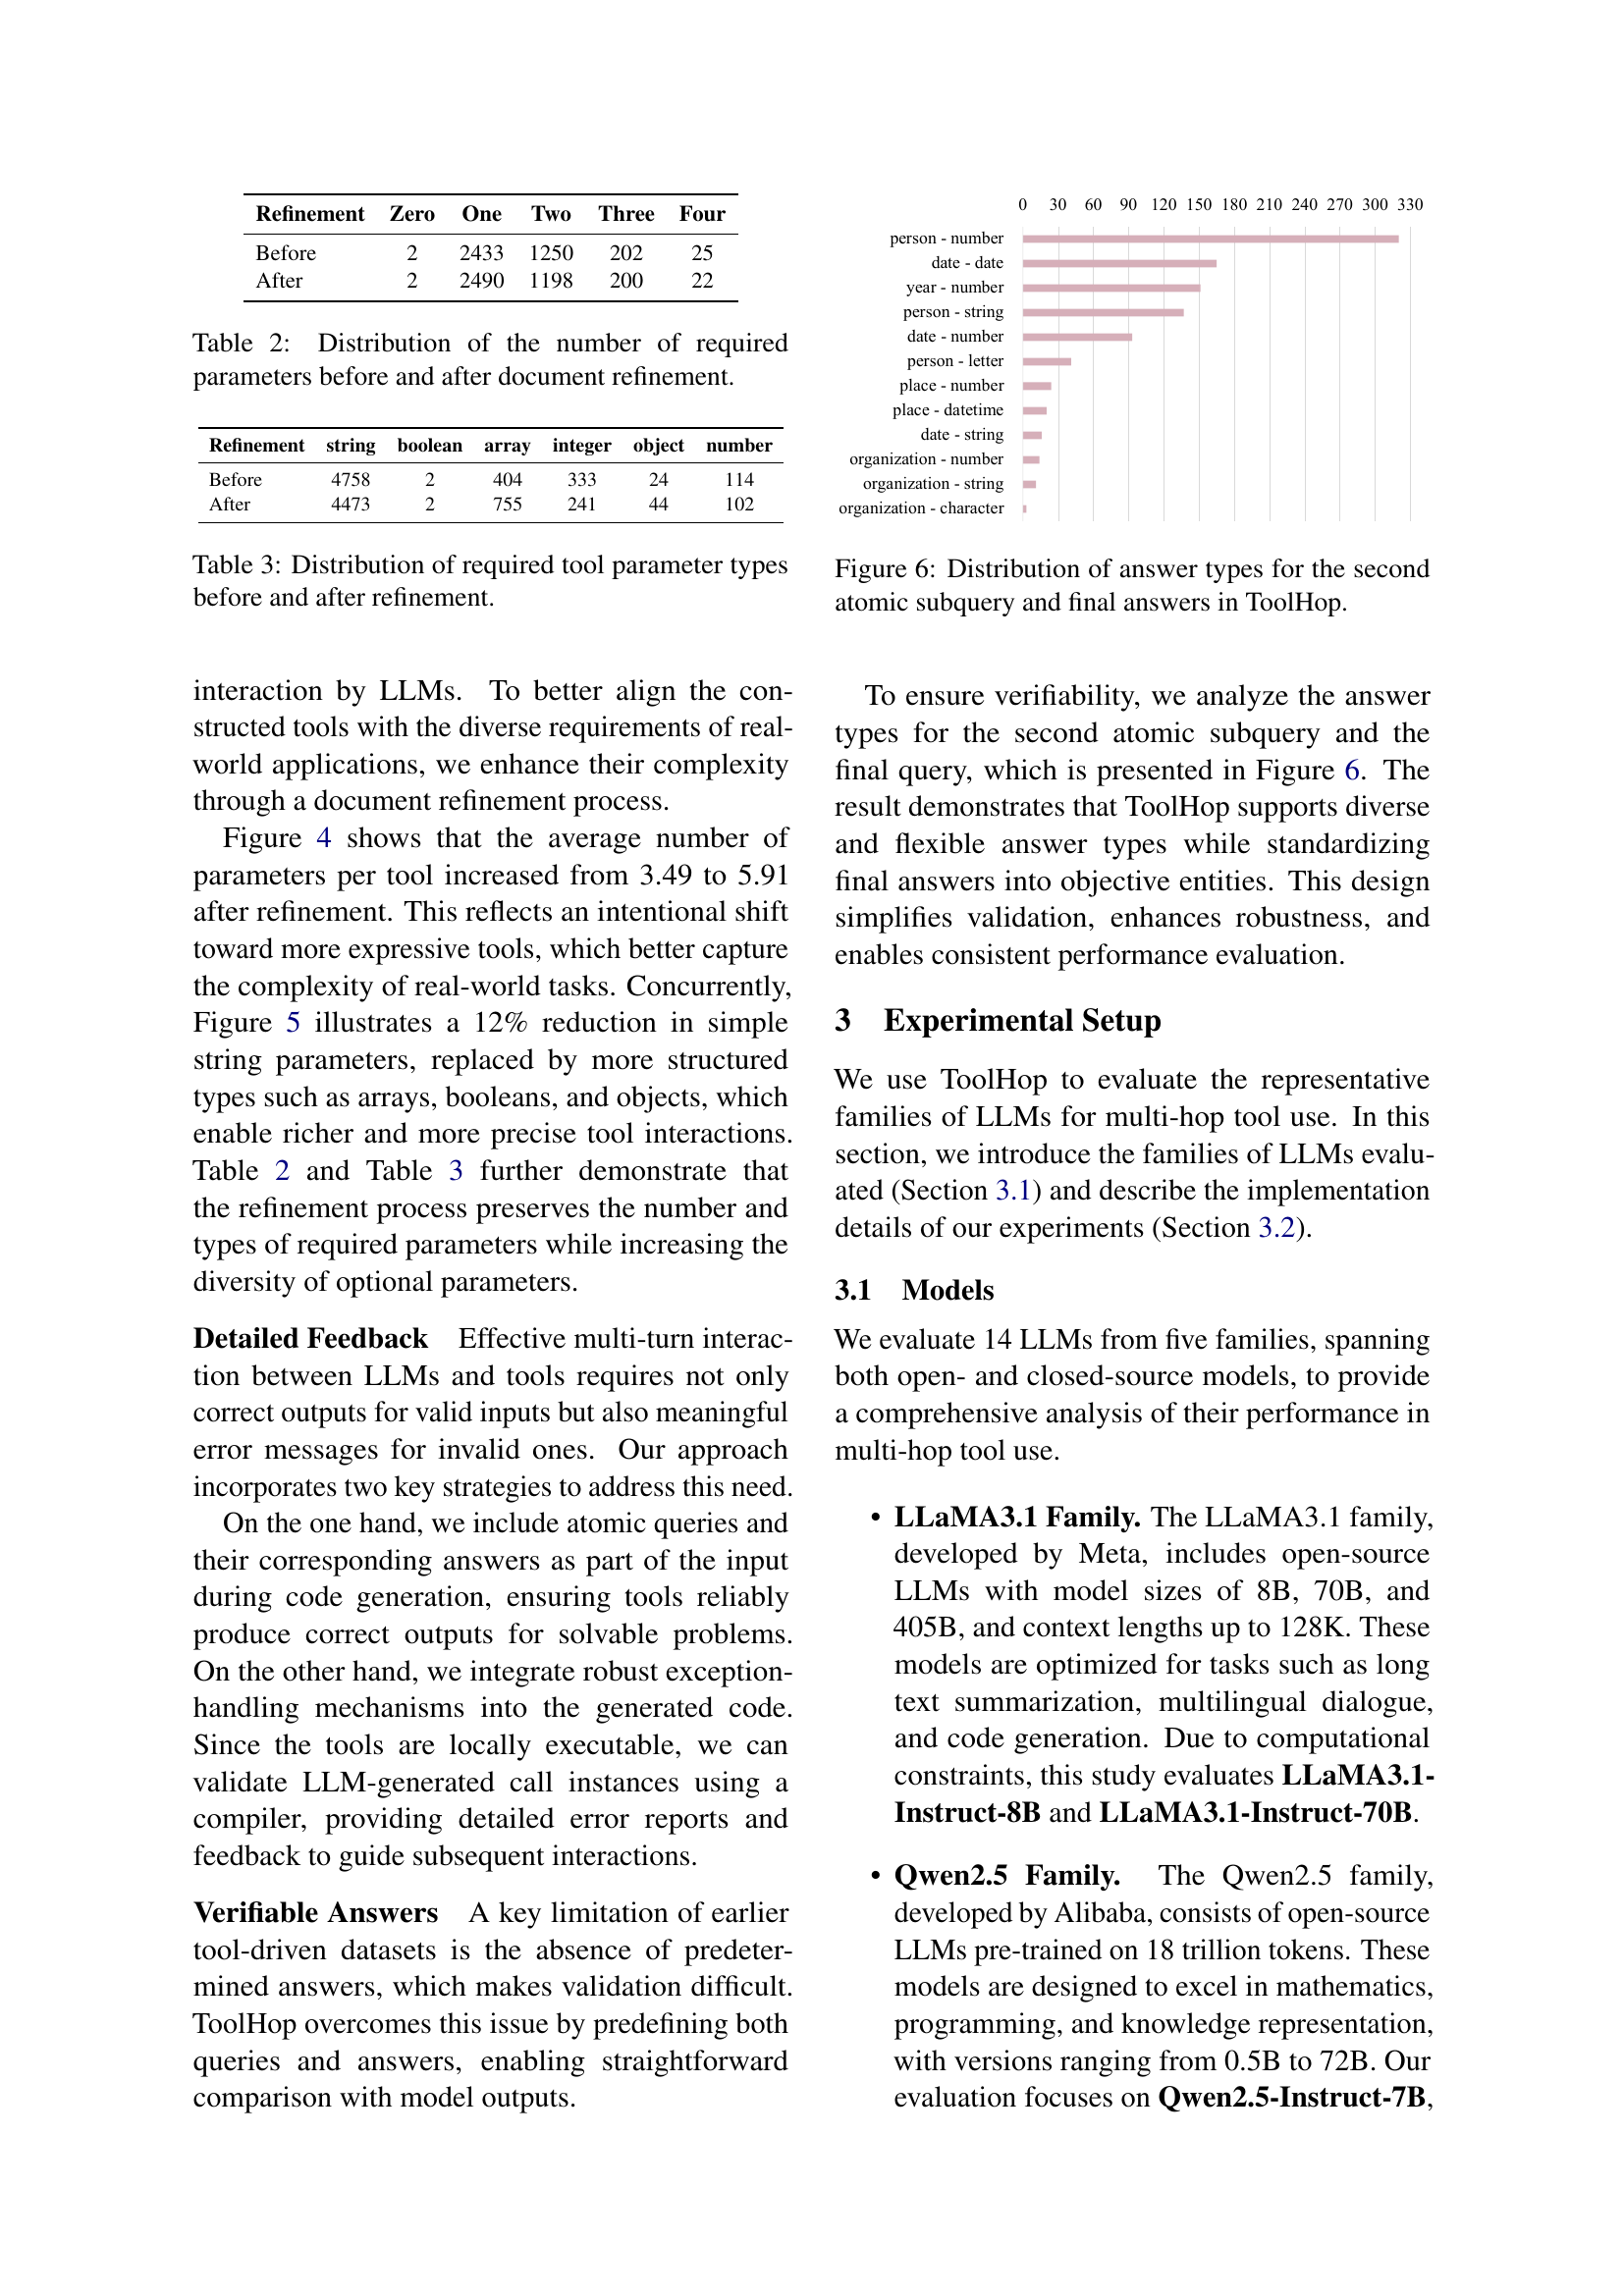 Refinement Zero One Two Three Four
Before 2 2433 1250 202 25
After 2 2490 1198 200 22
Table 2: Distribution of the number of required
parameters before and after document refinement.
Refinement string boolean array integer object number
Before 4758 2 404 333 24 114
After 4473 2 755 241 44 102
Table 3: Distribution of required tool parameter types
before and after refinement.
interaction by LLMs. To better align the con-
structed tools with the diverse requirements of real-
world applications, we enhance their complexity
through a document refinement process.
Figure 4 shows that the average number of
parameters per tool increased from 3.49 to 5.91
after refinement. This reflects an intentional shift
toward more expressive tools, which better capture
the complexity of real-world tasks. Concurrently,
Figure 5 illustrates a 12% reduction in simple
string parameters, replaced by more structured
types such as arrays, booleans, and objects, which
enable richer and more precise tool interactions.
Table 2 and Table 3 further demonstrate that
the refinement process preserves the number and
types of required parameters while increasing the
diversity of optional parameters.
Detailed Feedback Effective multi-turn interac-
tion between LLMs and tools requires not only
correct outputs for valid inputs but also meaningful
error messages for invalid ones. Our approach
incorporates two key strategies to address this need.
On the one hand, we include atomic queries and
their corresponding answers as part of the input
during code generation, ensuring tools reliably
produce correct outputs for solvable problems.
On the other hand, we integrate robust exception-
handling mechanisms into the generated code.
Since the tools are locally executable, we can
validate LLM-generated call instances using a
compiler, providing detailed error reports and
feedback to guide subsequent interactions.
Verifiable Answers A key limitation of earlier
tool-driven datasets is the absence of predeter-
mined answers, which makes validation difficult.
ToolHop overcomes this issue by predefining both
queries and answers, enabling straightforward
comparison with model outputs.
0 30 60 90 120 150 180 210 240 270 300 330
person - number
date - date
year - number
person - string
date - number
person - letter
place - number
place - datetime
date - string
organization - number
organization - string
organization - character
Figure 6: Distribution of answer types for the second
atomic subquery and final answers in ToolHop.
To ensure verifiability, we analyze the answer
types for the second atomic subquery and the
final query, which is presented in Figure 6. The
result demonstrates that ToolHop supports diverse
and flexible answer types while standardizing
final answers into objective entities. This design
simplifies validation, enhances robustness, and
enables consistent performance evaluation.
3 Experimental Setup
We use ToolHop to evaluate the representative
families of LLMs for multi-hop tool use. In this
section, we introduce the families of LLMs evalu-
ated (Section 3.1) and describe the implementation
details of our experiments (Section 3.2).
3.1 Models
We evaluate 14 LLMs from five families, spanning
both open- and closed-source models, to provide
a comprehensive analysis of their performance in
multi-hop tool use.
• LLaMA3.1 Family. The LLaMA3.1 family,
developed by Meta, includes open-source
LLMs with model sizes of 8B, 70B, and
405B, and context lengths up to 128K. These
models are optimized for tasks such as long
text summarization, multilingual dialogue,
and code generation. Due to computational
constraints, this study evaluates LLaMA3.1-
Instruct-8B and LLaMA3.1-Instruct-70B.
• Qwen2.5 Family. The Qwen2.5 family,
developed by Alibaba, consists of open-source
LLMs pre-trained on 18 trillion tokens. These
models are designed to excel in mathematics,
programming, and knowledge representation,
with versions ranging from 0.5B to 72B. Our
evaluation focuses on Qwen2.5-Instruct-7B,